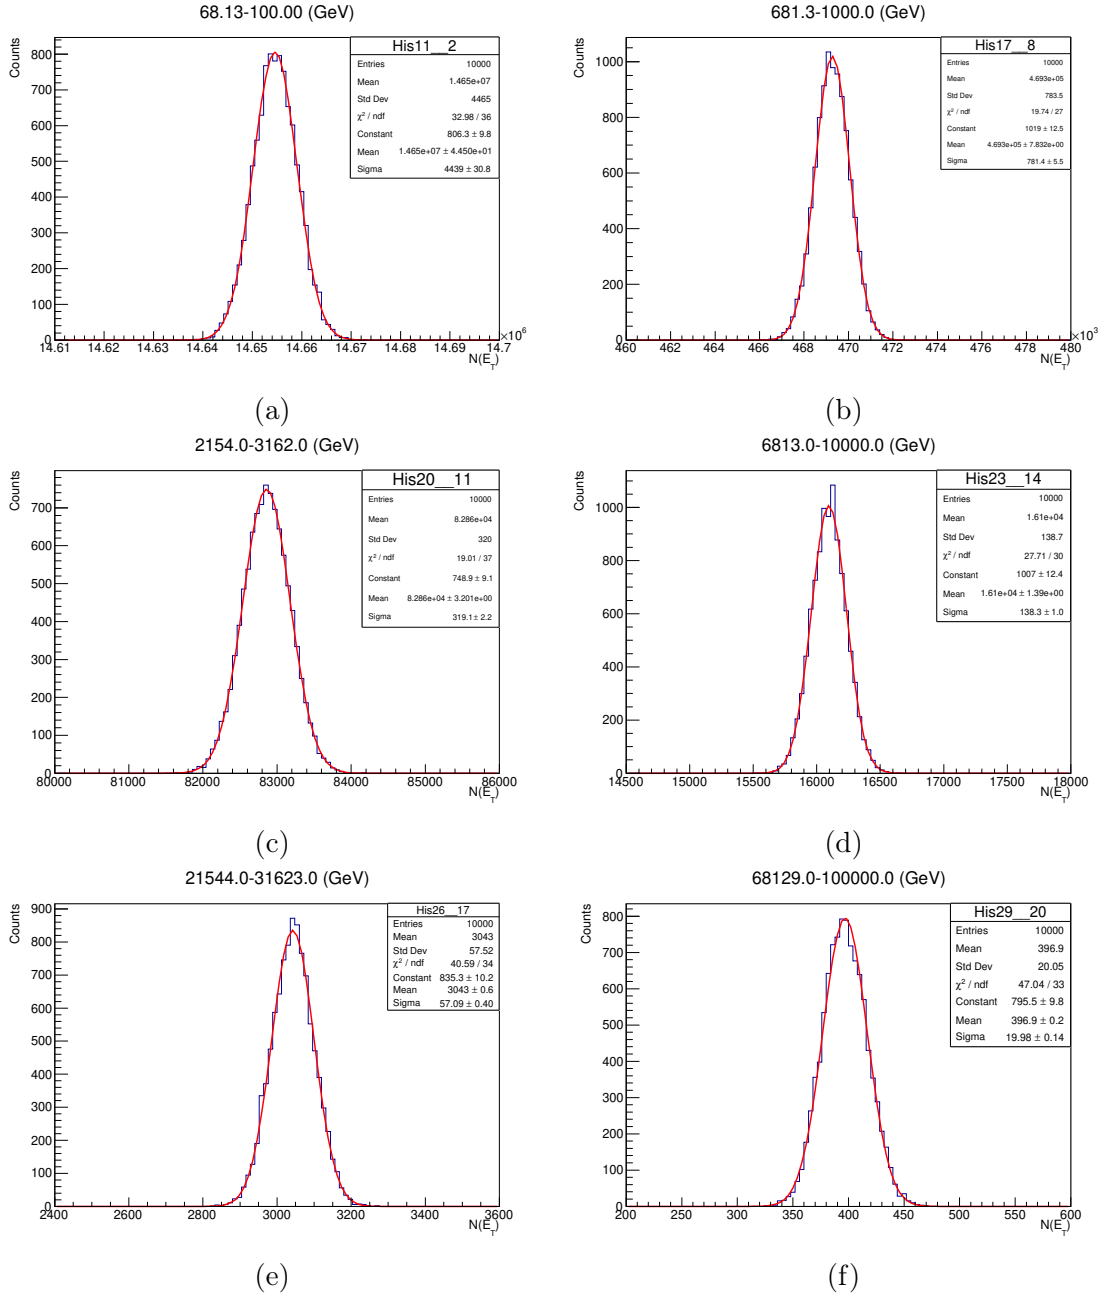 68.13-100.00 (GeV)
Counts
His11__2
Entries 10000
Mean 1.465e+07
Std Dev 4465
χ² / ndf 32.98 / 36
Constant 806.3 ± 9.8
Mean 1.465e+07 ± 4.450e+01
Sigma 4439 ± 30.8
800
700
600
500
400
300
200
100
0
14.61 14.62 14.63 14.64 14.65 14.66 14.67 14.68 14.69 14.7
×10⁶
N(E_T)
(a)
681.3-1000.0 (GeV)
Counts
His17__8
Entries 10000
Mean 4.693e+05
Std Dev 783.5
χ² / ndf 19.74 / 27
Constant 1019 ± 12.5
Mean 4.693e+05 ± 7.832e+00
Sigma 781.4 ± 5.5
1000
800
600
400
200
0
460 462 464 466 468 470 472 474 476 478 480
×10³
N(E_T)
(b)
2154.0-3162.0 (GeV)
Counts
His20__11
Entries 10000
Mean 8.286e+04
Std Dev 320
χ² / ndf 19.01 / 37
Constant 748.9 ± 9.1
Mean 8.286e+04 ± 3.201e+00
Sigma 319.1 ± 2.2
700
600
500
400
300
200
100
0
80000 81000 82000 83000 84000 85000 86000
N(E_T)
(c)
6813.0-10000.0 (GeV)
Counts
His23__14
Entries 10000
Mean 1.61e+04
Std Dev 138.7
χ² / ndf 27.71 / 30
Constant 1007 ± 12.4
Mean 1.61e+04 ± 1.39e+00
Sigma 138.3 ± 1.0
1000
800
600
400
200
0
14500 15000 15500 16000 16500 17000 17500 18000
N(E_T)
(d)
21544.0-31623.0 (GeV)
Counts
His26__17
Entries 10000
Mean 3043
Std Dev 57.52
χ² / ndf 40.59 / 34
Constant 835.3 ± 10.2
Mean 3043 ± 0.6
Sigma 57.09 ± 0.40
900
800
700
600
500
400
300
200
100
0
2400 2600 2800 3000 3200 3400 3600
N(E_T)
(e)
68129.0-100000.0 (GeV)
Counts
His29__20
Entries 10000
Mean 396.9
Std Dev 20.05
χ² / ndf 47.04 / 33
Constant 795.5 ± 9.8
Mean 396.9 ± 0.2
Sigma 19.98 ± 0.14
800
700
600
500
400
300
200
100
0
200 250 300 350 400 450 500 550 600
N(E_T)
(f)